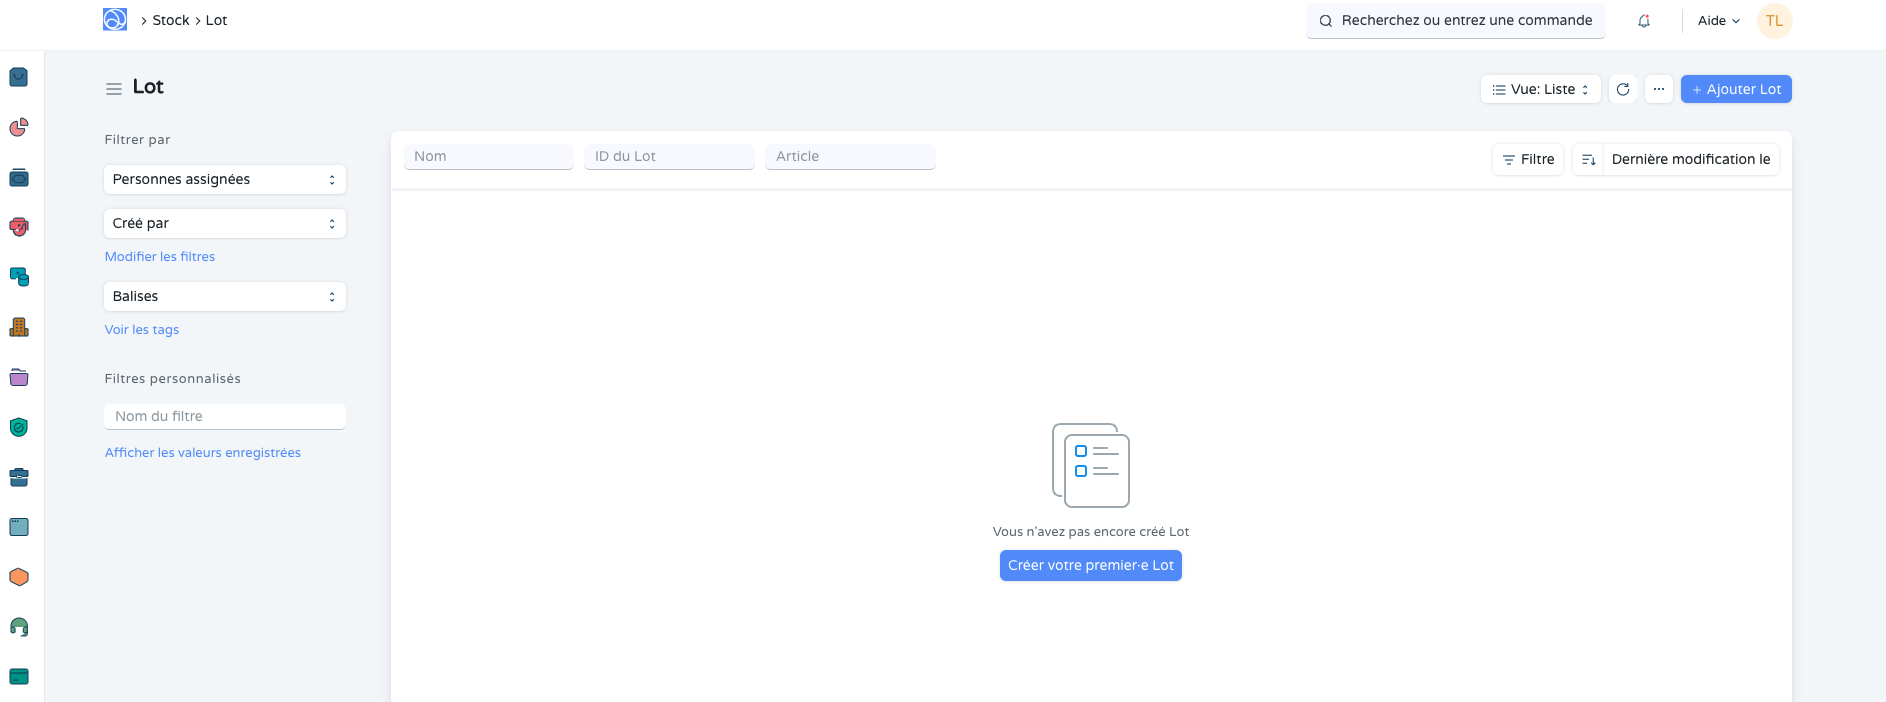 Stock
Lot
Recherchez ou entrez une commande
Aide
TL
Lot
Vue: Liste
Ajouter Lot
Filtrer par
Personnes assignées
Créé par
Modifier les filtres
Balises
Voir les tags
Filtres personnalisés
Nom du filtre
Afficher les valeurs enregistrées
Nom
ID du Lot
Article
Filtre
Dernière modification le
Vous n'avez pas encore créé Lot
Créer votre premier·e Lot